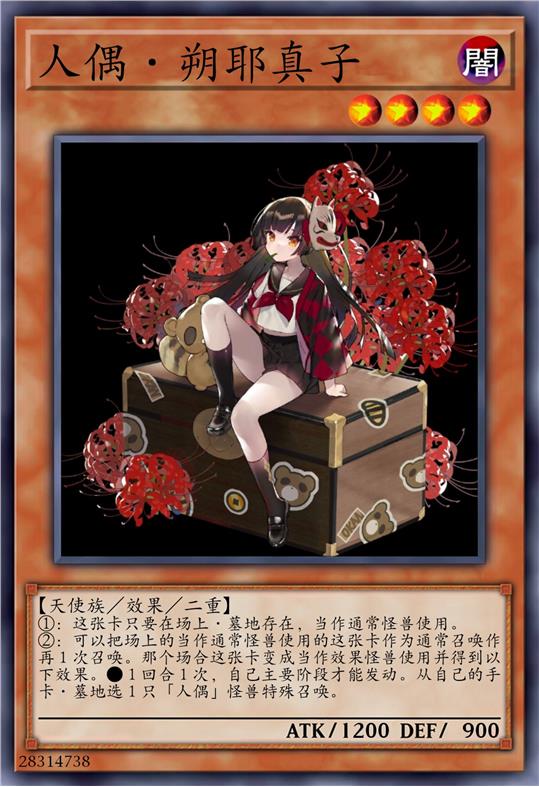 人偶·朔耶真子
闇
【天使族／效果／二重】
①：这张卡只要在场上·墓地存在，当作通常怪兽使用。
②：可以把场上的当作通常怪兽使用的这张卡作为通常召唤作
再1次召唤。那个场合这张卡变成当作效果怪兽使用并得到以
下效果。●1回合1次，自己主要阶段才能发动。从自己的手
卡·墓地选1只「人偶」怪兽特殊召唤。
ATK/1200 DEF/ 900
28314738